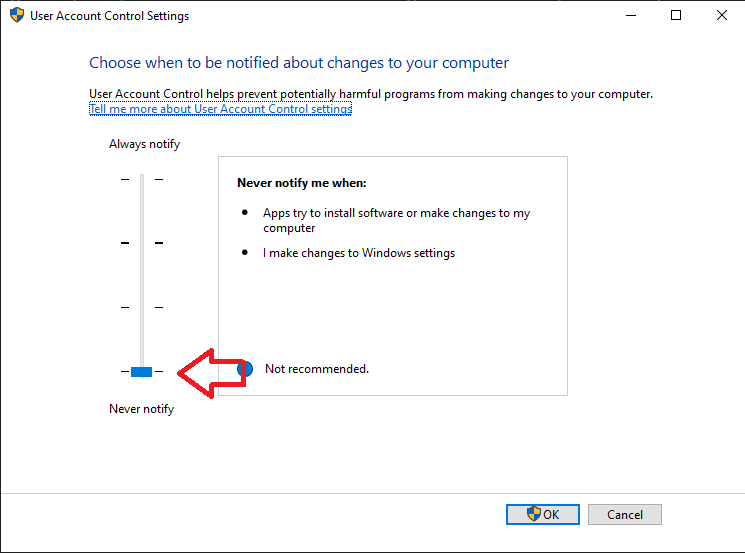 User Account Control Settings
Choose when to be notified about changes to your computer
User Account Control helps prevent potentially harmful programs from making changes to your computer.
Tell me more about User Account Control settings
Always notify
Never notify me when:
• Apps try to install software or make changes to my
computer
• I make changes to Windows settings
Not recommended.
Never notify
OK
Cancel